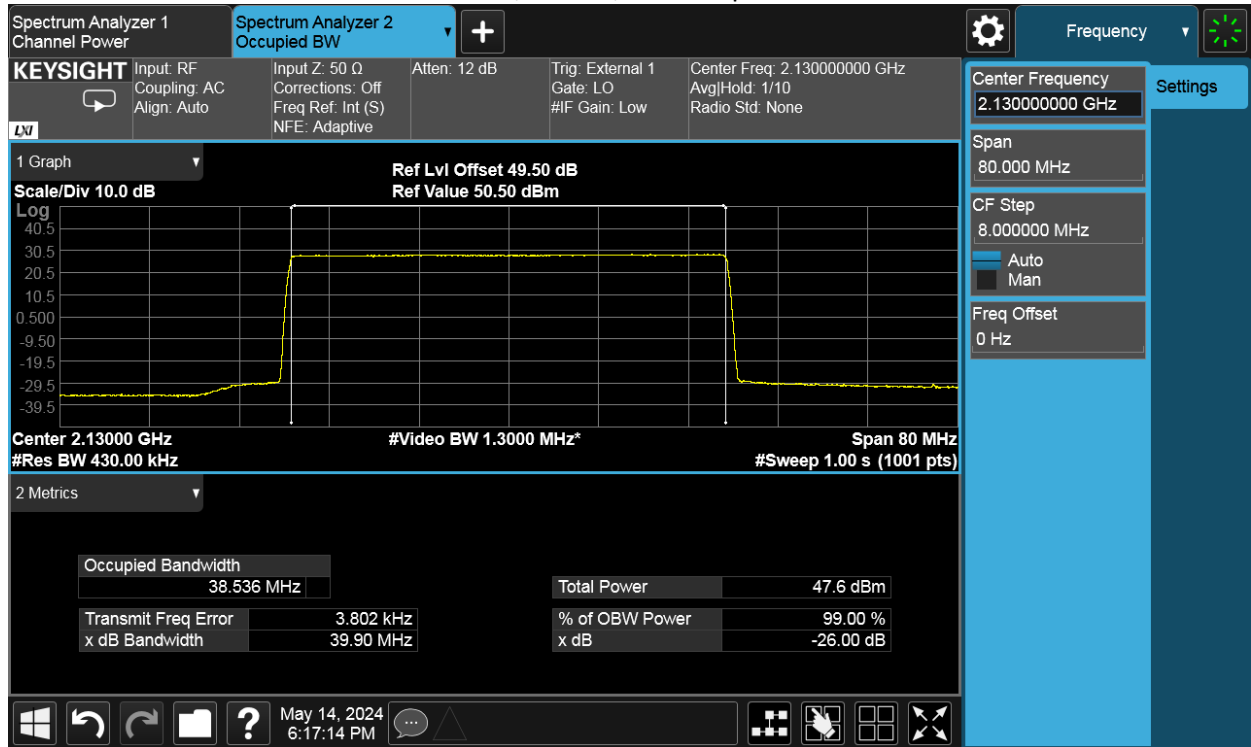 Spectrum Analyzer 1
Channel Power
Spectrum Analyzer 2
Occupied BW
Frequency
KEYSIGHT
LXI
Input: RF
Coupling: AC
Align: Auto
Input Z: 50 Ω
Corrections: Off
Freq Ref: Int (S)
NFE: Adaptive
Atten: 12 dB
Trig: External 1
Gate: LO
#IF Gain: Low
Center Freq: 2.130000000 GHz
Avg|Hold: 1/10
Radio Std: None
Center Frequency
2.130000000 GHz
Settings
Span
80.000 MHz
CF Step
8.000000 MHz
Auto
Man
Freq Offset
0 Hz
1 Graph
Ref Lvl Offset 49.50 dB
Scale/Div 10.0 dB
Ref Value 50.50 dBm
Log
40.5
30.5
20.5
10.5
0.500
-9.50
-19.5
-29.5
-39.5
Center 2.13000 GHz
#Video BW 1.3000 MHz*
Span 80 MHz
#Res BW 430.00 kHz
#Sweep 1.00 s (1001 pts)
2 Metrics
Occupied Bandwidth
38.536 MHz
Total Power 47.6 dBm
Transmit Freq Error 3.802 kHz
% of OBW Power 99.00 %
x dB Bandwidth 39.90 MHz
x dB -26.00 dB
?
May 14, 2024
6:17:14 PM